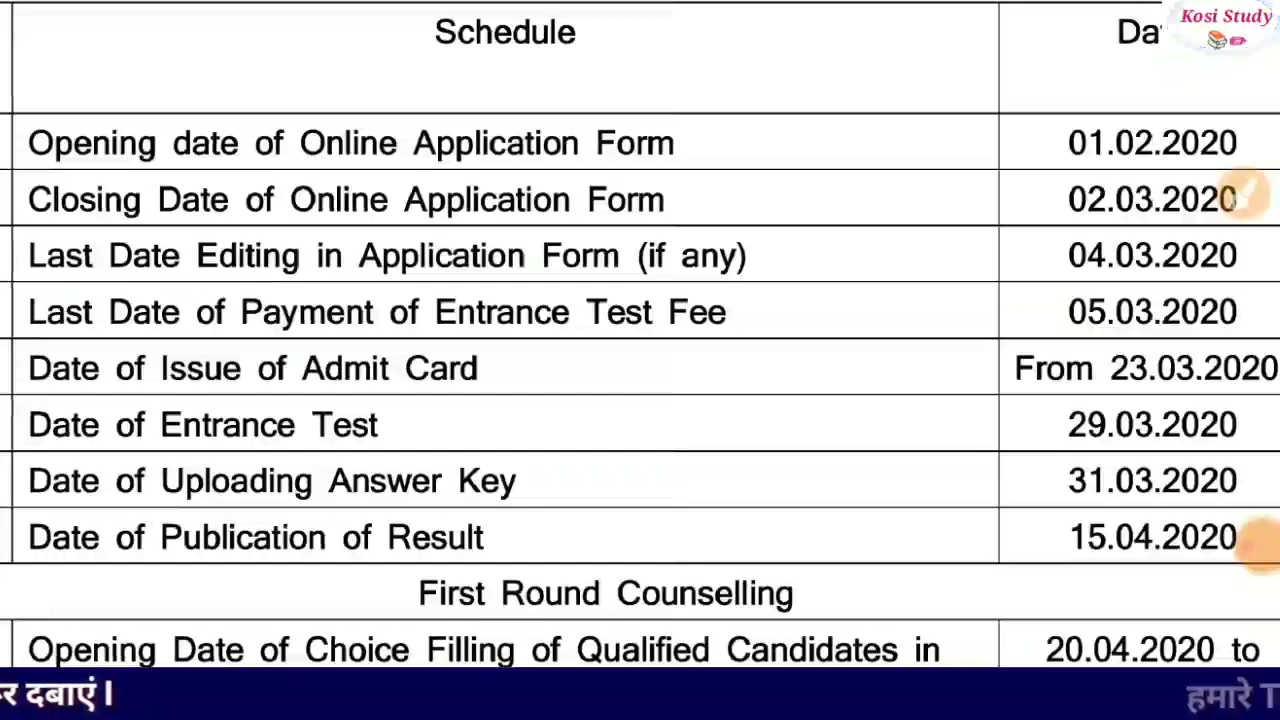 Kosi Study
Schedule
Opening date of Online Application Form 01.02.2020
Closing Date of Online Application Form 02.03.2020
Last Date Editing in Application Form (if any) 04.03.2020
Last Date of Payment of Entrance Test Fee 05.03.2020
Date of Issue of Admit Card From 23.03.2020
Date of Entrance Test 29.03.2020
Date of Uploading Answer Key 31.03.2020
Date of Publication of Result 15.04.2020
First Round Counselling
Opening Date of Choice Filling of Qualified Candidates in 20.04.2020 to
दबाएं। हमारे